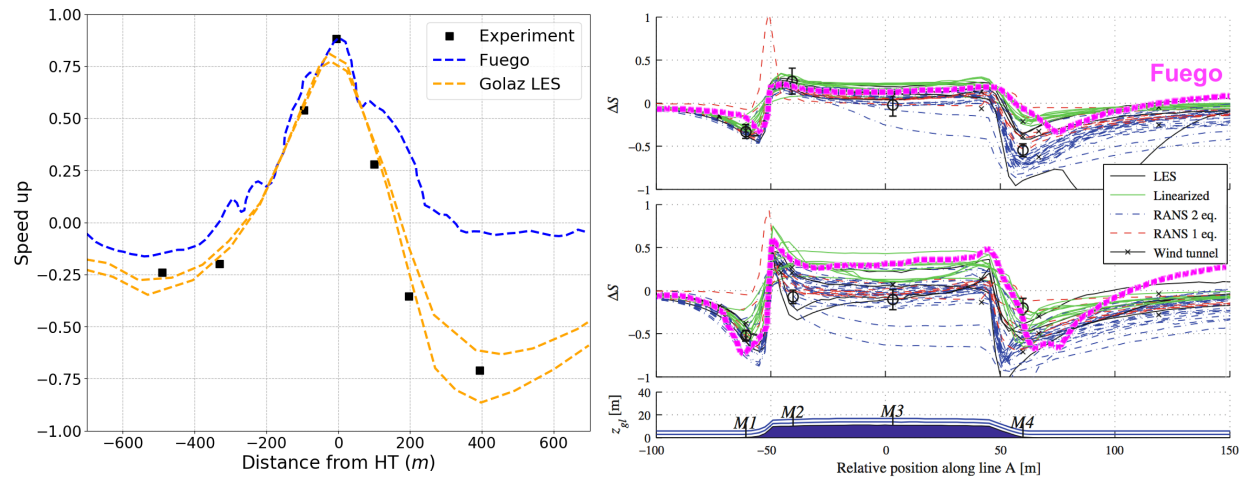 1.00
0.75
0.50
0.25
0.00
−0.25
−0.50
−0.75
−1.00
Speed up
Experiment
Fuego
Golaz LES
−600
−400
−200
0
200
400
600
Distance from HT (m)
1
0.5
0
−0.5
−1
ΔS
Fuego
LES
Linearized
RANS 2 eq.
RANS 1 eq.
Wind tunnel
1
0.5
0
−0.5
−1
ΔS
40
20
0
z_gl [m]
M1
M2
M3
M4
−100
−50
0
50
100
150
Relative position along line A [m]